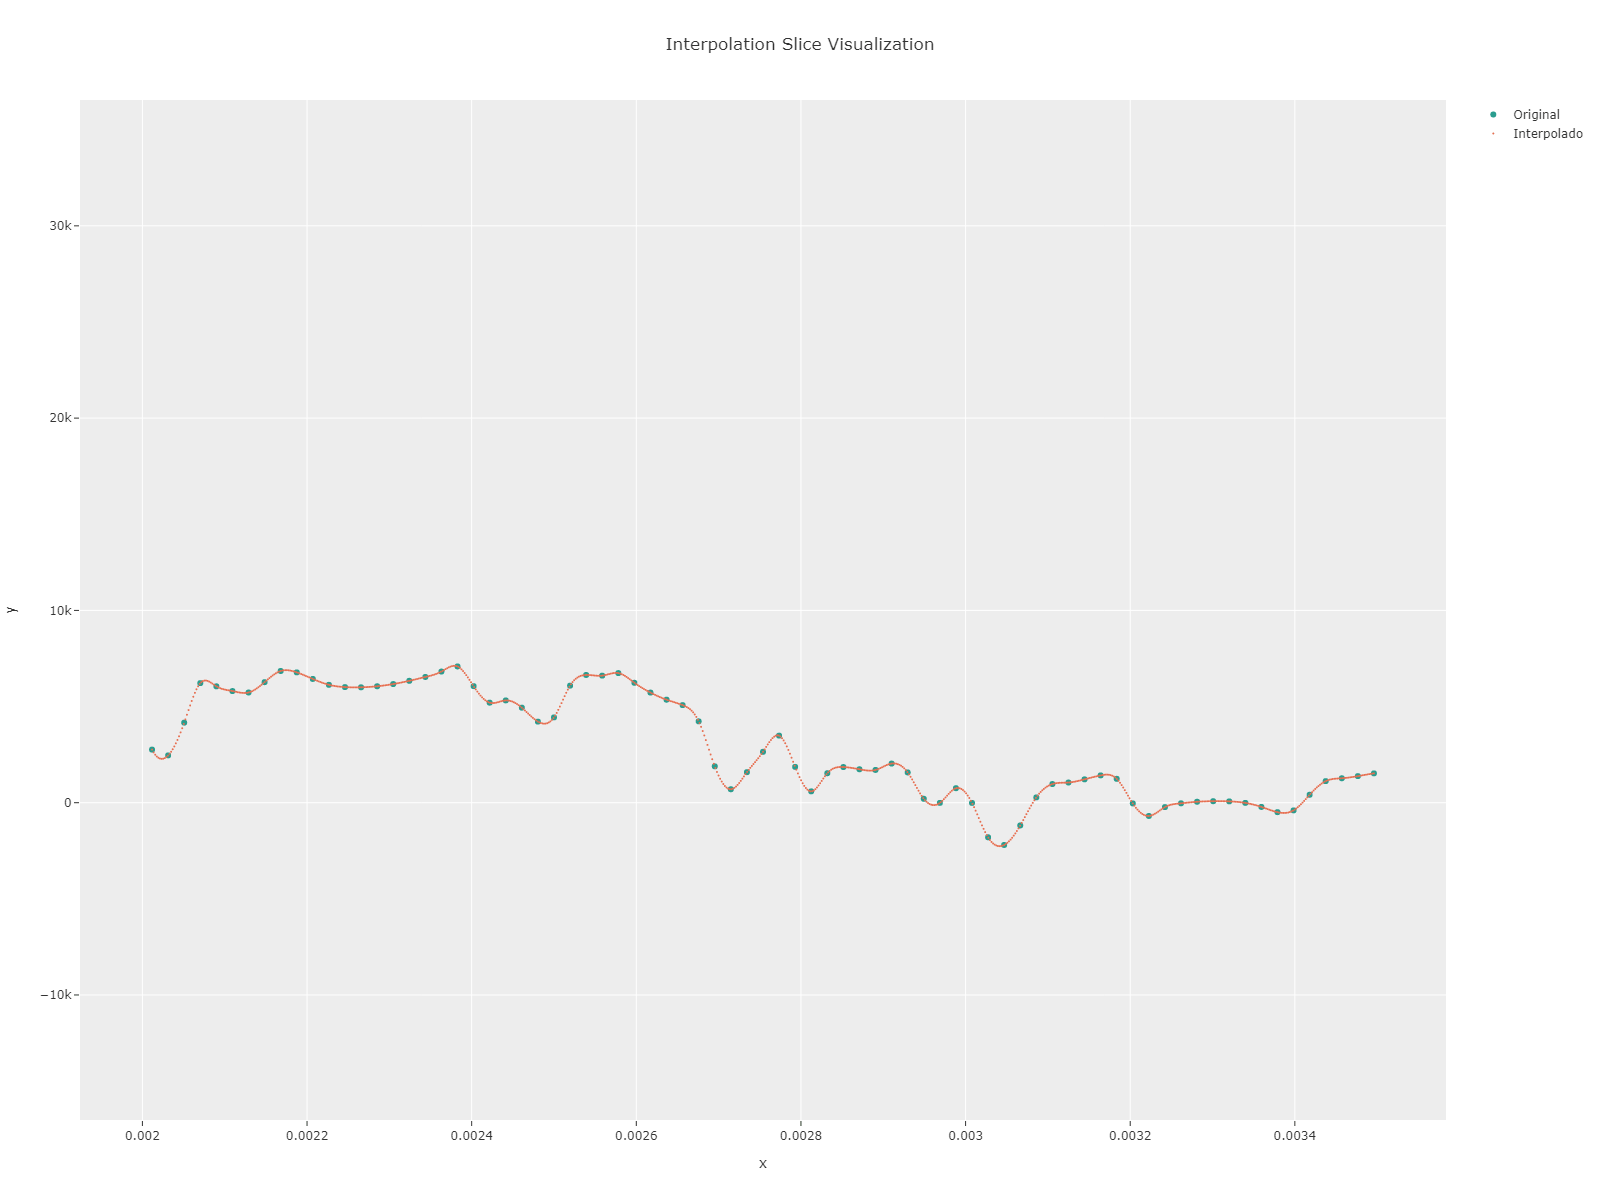 Interpolation Slice Visualization
Original
Interpolado
30k
20k
10k
0
−10k
y
0.002
0.0022
0.0024
0.0026
0.0028
0.003
0.0032
0.0034
x